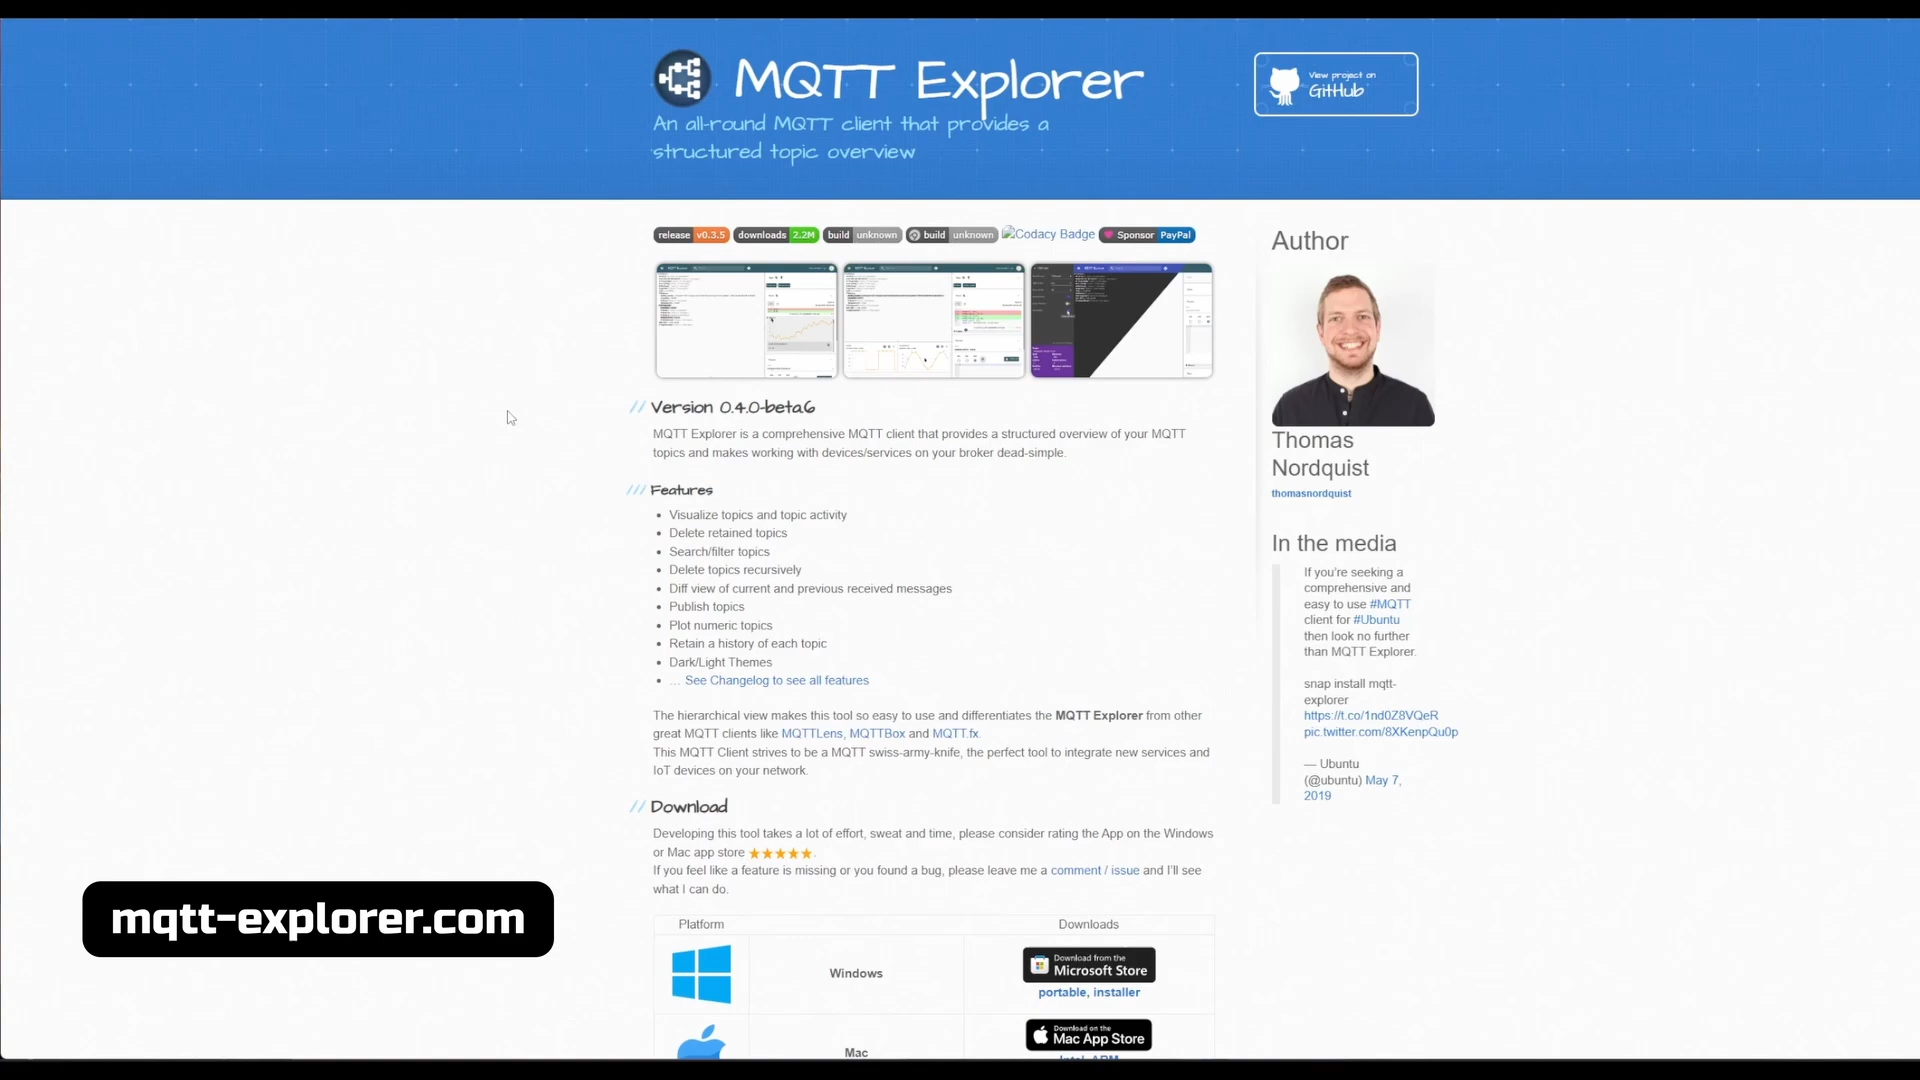 MQTT Explorer
An all-round MQTT client that provides a
structured topic overview
View project on
GitHub
release v0.3.5 downloads 2.2M build unknown build unknown Codacy Badge Sponsor PayPal
Version 0.4.0-beta.6
MQTT Explorer is a comprehensive MQTT client that provides a structured overview of your MQTT
topics and makes working with devices/services on your broker dead-simple.
Features
Visualize topics and topic activity
Delete retained topics
Search/filter topics
Delete topics recursively
Diff view of current and previous received messages
Publish topics
Plot numeric topics
Retain a history of each topic
Dark/Light Themes
... See Changelog to see all features
The hierarchical view makes this tool so easy to use and differentiates the MQTT Explorer from other
great MQTT clients like MQTTLens, MQTTBox and MQTT.fx.
This MQTT Client strives to be a MQTT swiss-army-knife, the perfect tool to integrate new services and
IoT devices on your network.
Download
Developing this tool takes a lot of effort, sweat and time, please consider rating the App on the Windows
or Mac app store ★★★★★.
If you feel like a feature is missing or you found a bug, please leave me a comment / issue and I'll see
what I can do.
Platform Downloads
Windows
Download from the
Microsoft Store
portable, installer
Mac
Download on the
Mac App Store
Intel, ARM
Author
Thomas
Nordquist
thomasnordquist
In the media
If you're seeking a
comprehensive and
easy to use #MQTT
client for #Ubuntu
then look no further
than MQTT Explorer.
snap install mqtt-
explorer
https://t.co/1nd0Z8VQeR
pic.twitter.com/8XKenpQu0p
— Ubuntu
(@ubuntu) May 7,
2019
mqtt-explorer.com